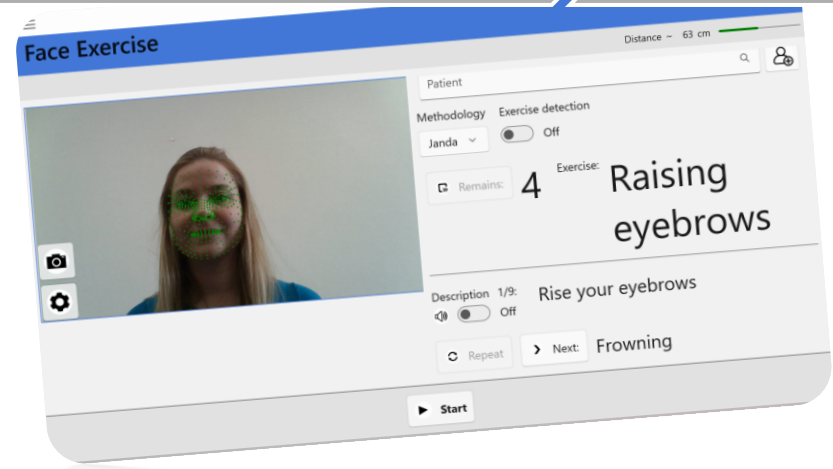 Face Exercise
Distance ~ 63 cm
Patient
Methodology Exercise detection
Janda Off
Remains: 4 Exercise: Raising
eyebrows
Description 1/9: Rise your eyebrows
Off
Repeat Next: Frowning
Start